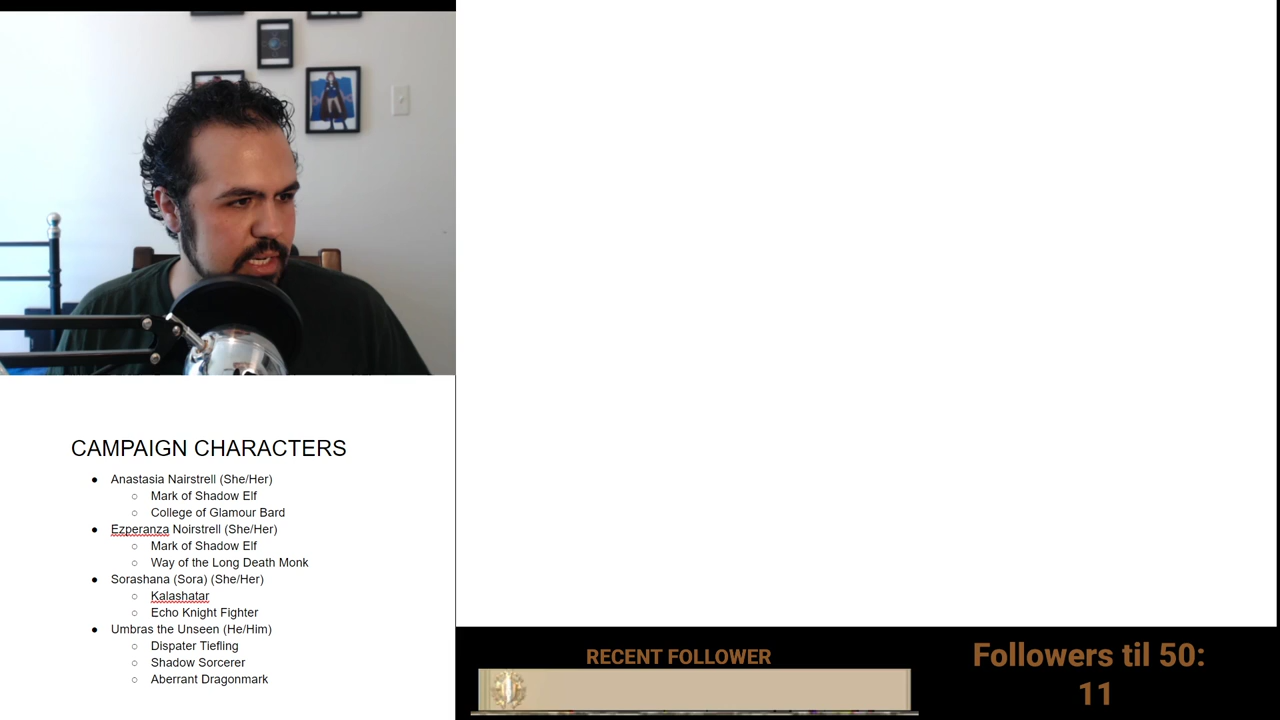 CAMPAIGN CHARACTERS
● Anastasia Nairstrell (She/Her)
○ Mark of Shadow Elf
○ College of Glamour Bard
● Ezperanza Noirstrell (She/Her)
○ Mark of Shadow Elf
○ Way of the Long Death Monk
● Sorashana (Sora) (She/Her)
○ Kalashatar
○ Echo Knight Fighter
● Umbras the Unseen (He/Him)
○ Dispater Tiefling
○ Shadow Sorcerer
○ Aberrant Dragonmark
RECENT FOLLOWER
Followers til 50:
11